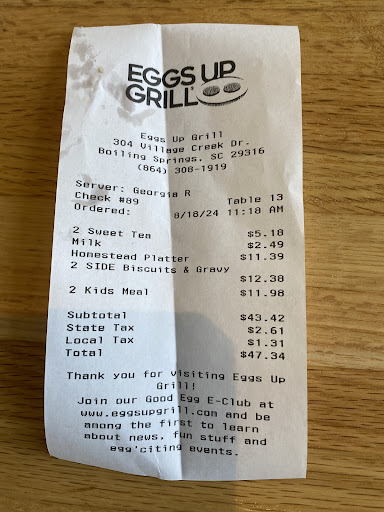 EGGS UP
GRILL
Eggs Up Grill
304 Village Creek Dr.
Boiling Springs, SC 29316
(864) 308-1919
Server: Georgia R
Check #89 Table 13
Ordered: 8/18/24 11:18 AM
2 Sweet Tea $5.18
Milk $2.49
Homestead Platter $11.39
2 SIDE Biscuits & Gravy
$12.38
2 Kids Meal $11.98
Subtotal $43.42
State Tax $2.61
Local Tax $1.31
Total $47.34
Thank you for visiting Eggs Up
Grill!
Join our Good Egg E-Club at
www.eggsupgrill.com and be
among the first to learn
about news, fun stuff and
egg'citing events.